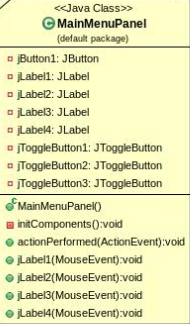 <<Java Class>>
MainMenuPanel
(default package)
jButton1: JButton
jLabel1: JLabel
jLabel2: JLabel
jLabel3: JLabel
jLabel4: JLabel
jToggleButton1: JToggleButton
jToggleButton2: JToggleButton
jToggleButton3: JToggleButton
MainMenuPanel()
initComponents():void
actionPerformed(ActionEvent):void
jLabel1(MouseEvent):void
jLabel2(MouseEvent):void
jLabel3(MouseEvent):void
jLabel4(MouseEvent):void